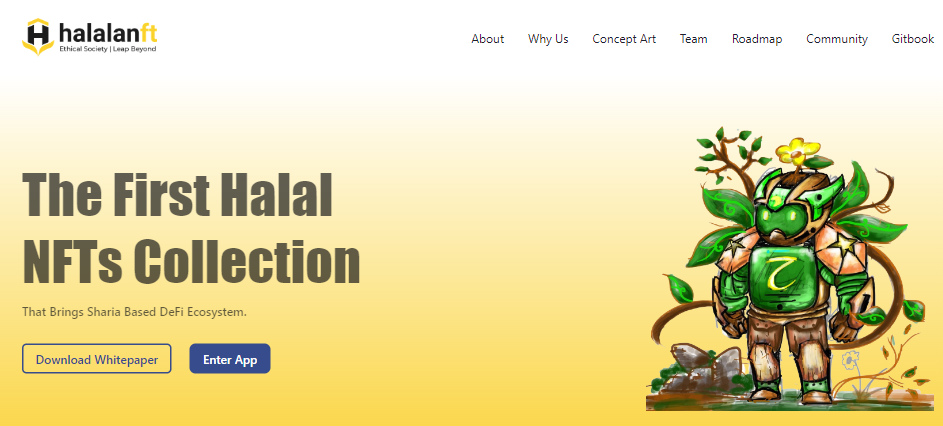 halalanft
Ethical Society | Leap Beyond
About Why Us Concept Art Team Roadmap Community Gitbook
The First Halal
NFTs Collection
That Brings Sharia Based DeFi Ecosystem.
Download Whitepaper Enter App